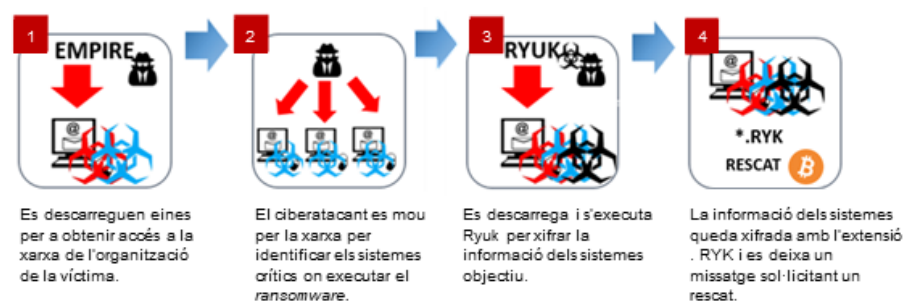 1
EMPIRE
@
Es descarreguen eines
per a obtenir accés a la
xarxa de l'organització
de la víctima.
2
@
@
@
El ciberatacant es mou
per la xarxa per
identificar els sistemes
crítics on executar el
ransomware.
3
RYUK
@
Es descarrega i s'executa
Ryuk per xifrar la
informació dels sistemes
objectiu.
4
@
*.RYK
RESCAT
La informació dels sistemes
queda xifrada amb l'extensió
. RYK i es deixa un
missatge sol·licitant un
rescat.